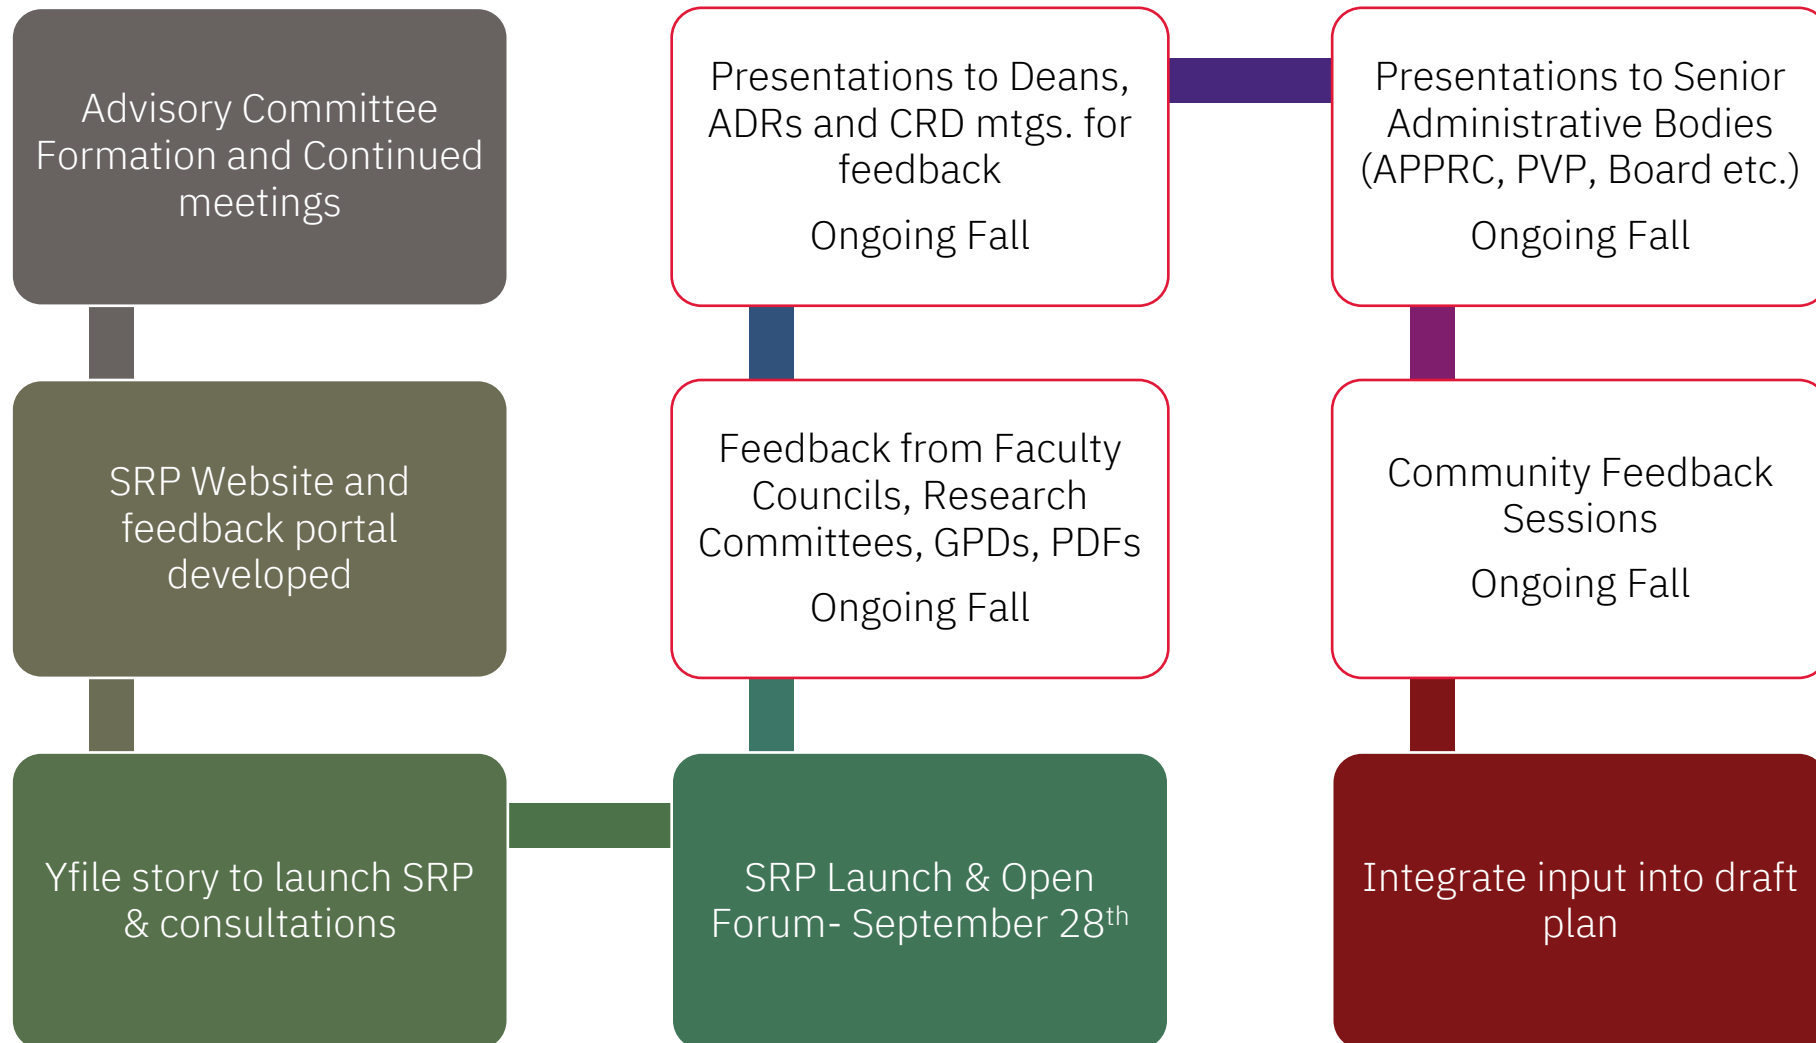 Advisory Committee
Formation and Continued
meetings
SRP Website and
feedback portal
developed
Yfile story to launch SRP
& consultations
SRP Launch & Open
Forum- September 28th
Feedback from Faculty
Councils, Research
Committees, GPDs, PDFs
Ongoing Fall
Presentations to Deans,
ADRs and CRD mtgs. for
feedback
Ongoing Fall
Presentations to Senior
Administrative Bodies
(APPRC, PVP, Board etc.)
Ongoing Fall
Community Feedback
Sessions
Ongoing Fall
Integrate input into draft
plan